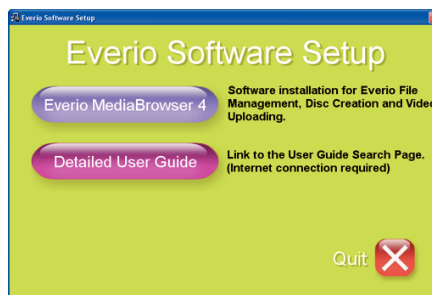 Everio Software Setup
Everio Software Setup
Everio MediaBrowser 4
Software installation for Everio File
Management, Disc Creation and Video
Uploading.
Detailed User Guide
Link to the User Guide Search Page.
(Internet connection required)
Quit